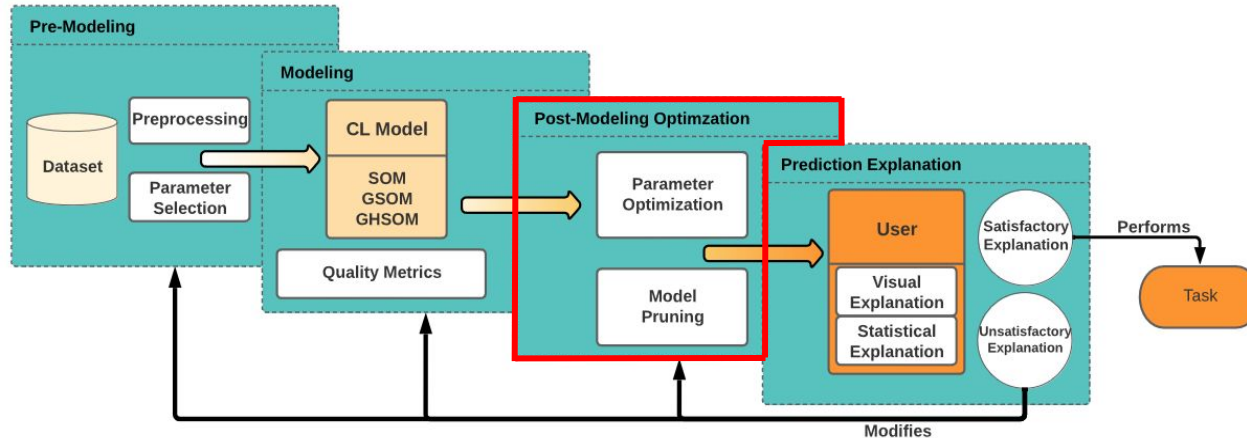 Pre-Modeling
Dataset
Preprocessing
Parameter
Selection
Modeling
CL Model
SOM
GSOM
GHSOM
Quality Metrics
Post-Modeling Optimzation
Parameter
Optimization
Model
Pruning
Prediction Explanation
User
Visual
Explanation
Statistical
Explanation
Satisfactory
Explanation
Unsatisfactory
Explanation
Performs
Task
Modifies